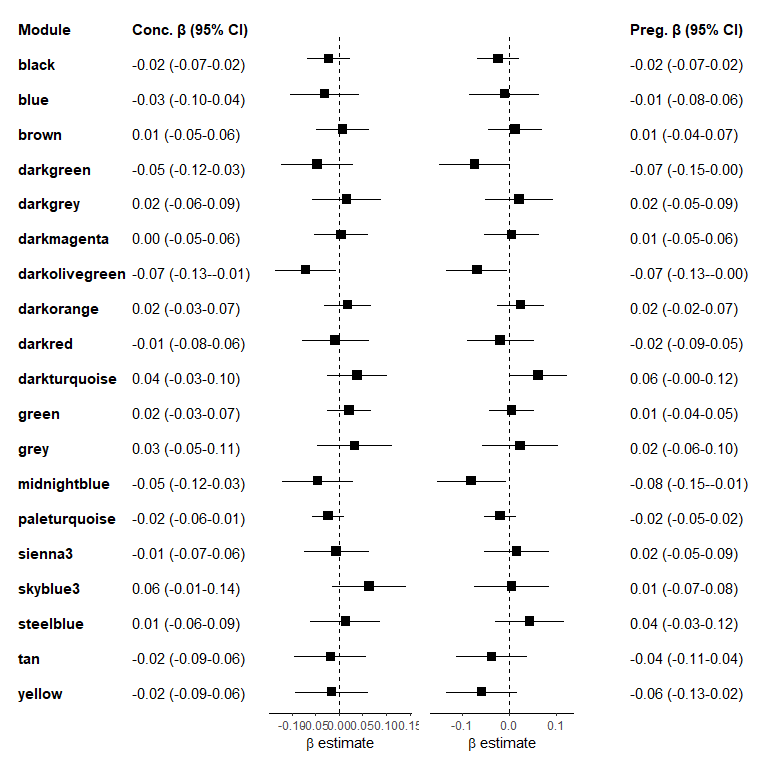 Module Conc. β (95% CI) Preg. β (95% CI)
black -0.02 (-0.07-0.02) -0.02 (-0.07-0.02)
blue -0.03 (-0.10-0.04) -0.01 (-0.08-0.06)
brown 0.01 (-0.05-0.06) 0.01 (-0.04-0.07)
darkgreen -0.05 (-0.12-0.03) -0.07 (-0.15-0.00)
darkgrey 0.02 (-0.06-0.09) 0.02 (-0.05-0.09)
darkmagenta 0.00 (-0.05-0.06) 0.01 (-0.05-0.06)
darkolivegreen -0.07 (-0.13--0.01) -0.07 (-0.13--0.00)
darkorange 0.02 (-0.03-0.07) 0.02 (-0.02-0.07)
darkred -0.01 (-0.08-0.06) -0.02 (-0.09-0.05)
darkturquoise 0.04 (-0.03-0.10) 0.06 (-0.00-0.12)
green 0.02 (-0.03-0.07) 0.01 (-0.04-0.05)
grey 0.03 (-0.05-0.11) 0.02 (-0.06-0.10)
midnightblue -0.05 (-0.12-0.03) -0.08 (-0.15--0.01)
paleturquoise -0.02 (-0.06-0.01) -0.02 (-0.05-0.02)
sienna3 -0.01 (-0.07-0.06) 0.02 (-0.05-0.09)
skyblue3 0.06 (-0.01-0.14) 0.01 (-0.07-0.08)
steelblue 0.01 (-0.06-0.09) 0.04 (-0.03-0.12)
tan -0.02 (-0.09-0.06) -0.04 (-0.11-0.04)
yellow -0.02 (-0.09-0.06) -0.06 (-0.13-0.02)
-0.10 -0.05 0.00 0.05 0.10 0.15 -0.1 0.0 0.1
β estimate β estimate